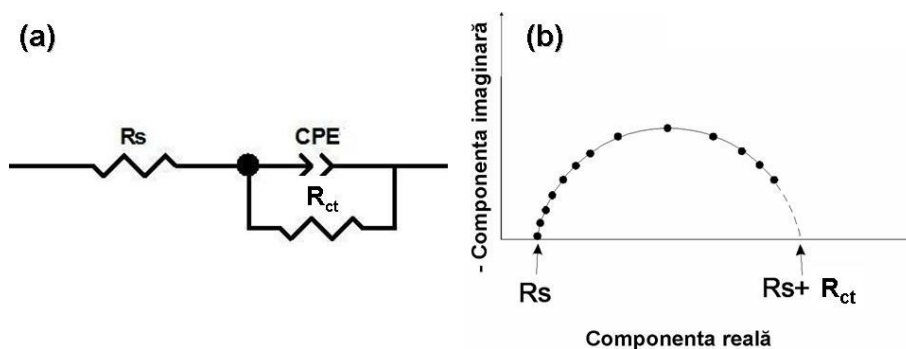 (a)
Rs
CPE
Rct
(b)
- Componenta imaginară
Rs
Rs+ Rct
Componenta reală